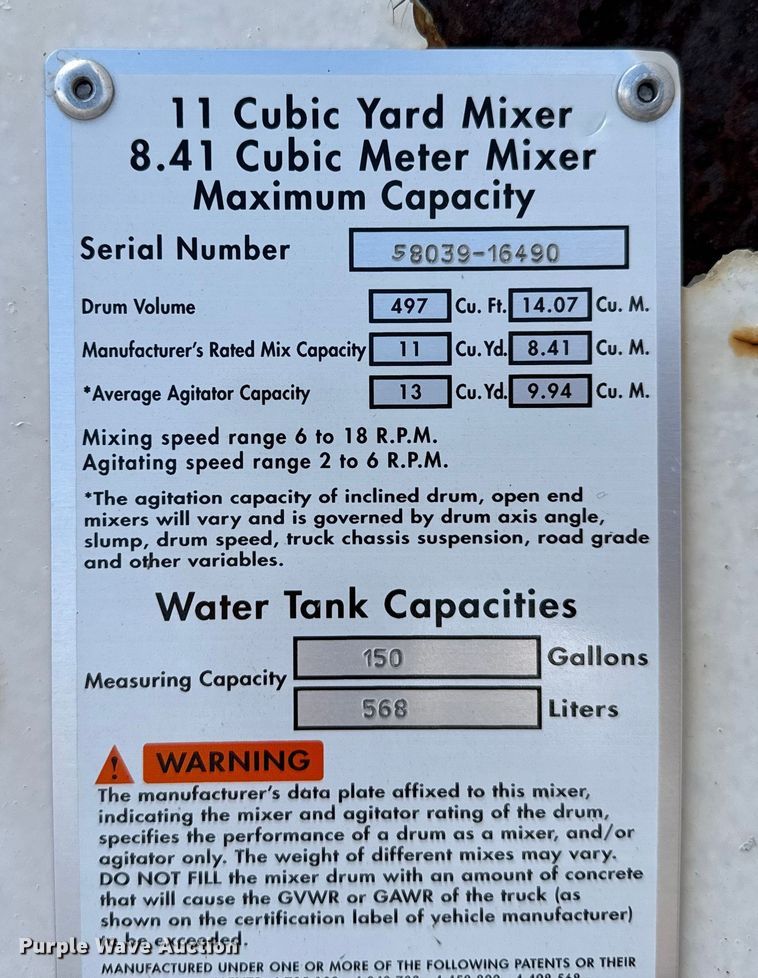 11 Cubic Yard Mixer
8.41 Cubic Meter Mixer
Maximum Capacity
Serial Number 58039-16490
Drum Volume 497 Cu. Ft. 14.07 Cu. M.
Manufacturer's Rated Mix Capacity 11 Cu. Yd. 8.41 Cu. M.
*Average Agitator Capacity 13 Cu. Yd. 9.94 Cu. M.
Mixing speed range 6 to 18 R.P.M.
Agitating speed range 2 to 6 R.P.M.
*The agitation capacity of inclined drum, open end
mixers will vary and is governed by drum axis angle,
slump, drum speed, truck chassis suspension, road grade
and other variables.
Water Tank Capacities
Measuring Capacity
150 Gallons
568 Liters
WARNING
The manufacturer's data plate affixed to this mixer,
indicating the mixer and agitator rating of the drum,
specifies the performance of a drum as a mixer, and/or
agitator only. The weight of different mixes may vary.
DO NOT FILL the mixer drum with an amount of concrete
that will cause the GVWR or GAWR of the truck (as
shown on the certification label of vehicle manufacturer)
to be exceeded.
Purple Wave Auction
MANUFACTURED UNDER ONE OR MORE OF THE FOLLOWING PATENTS OR THEIR